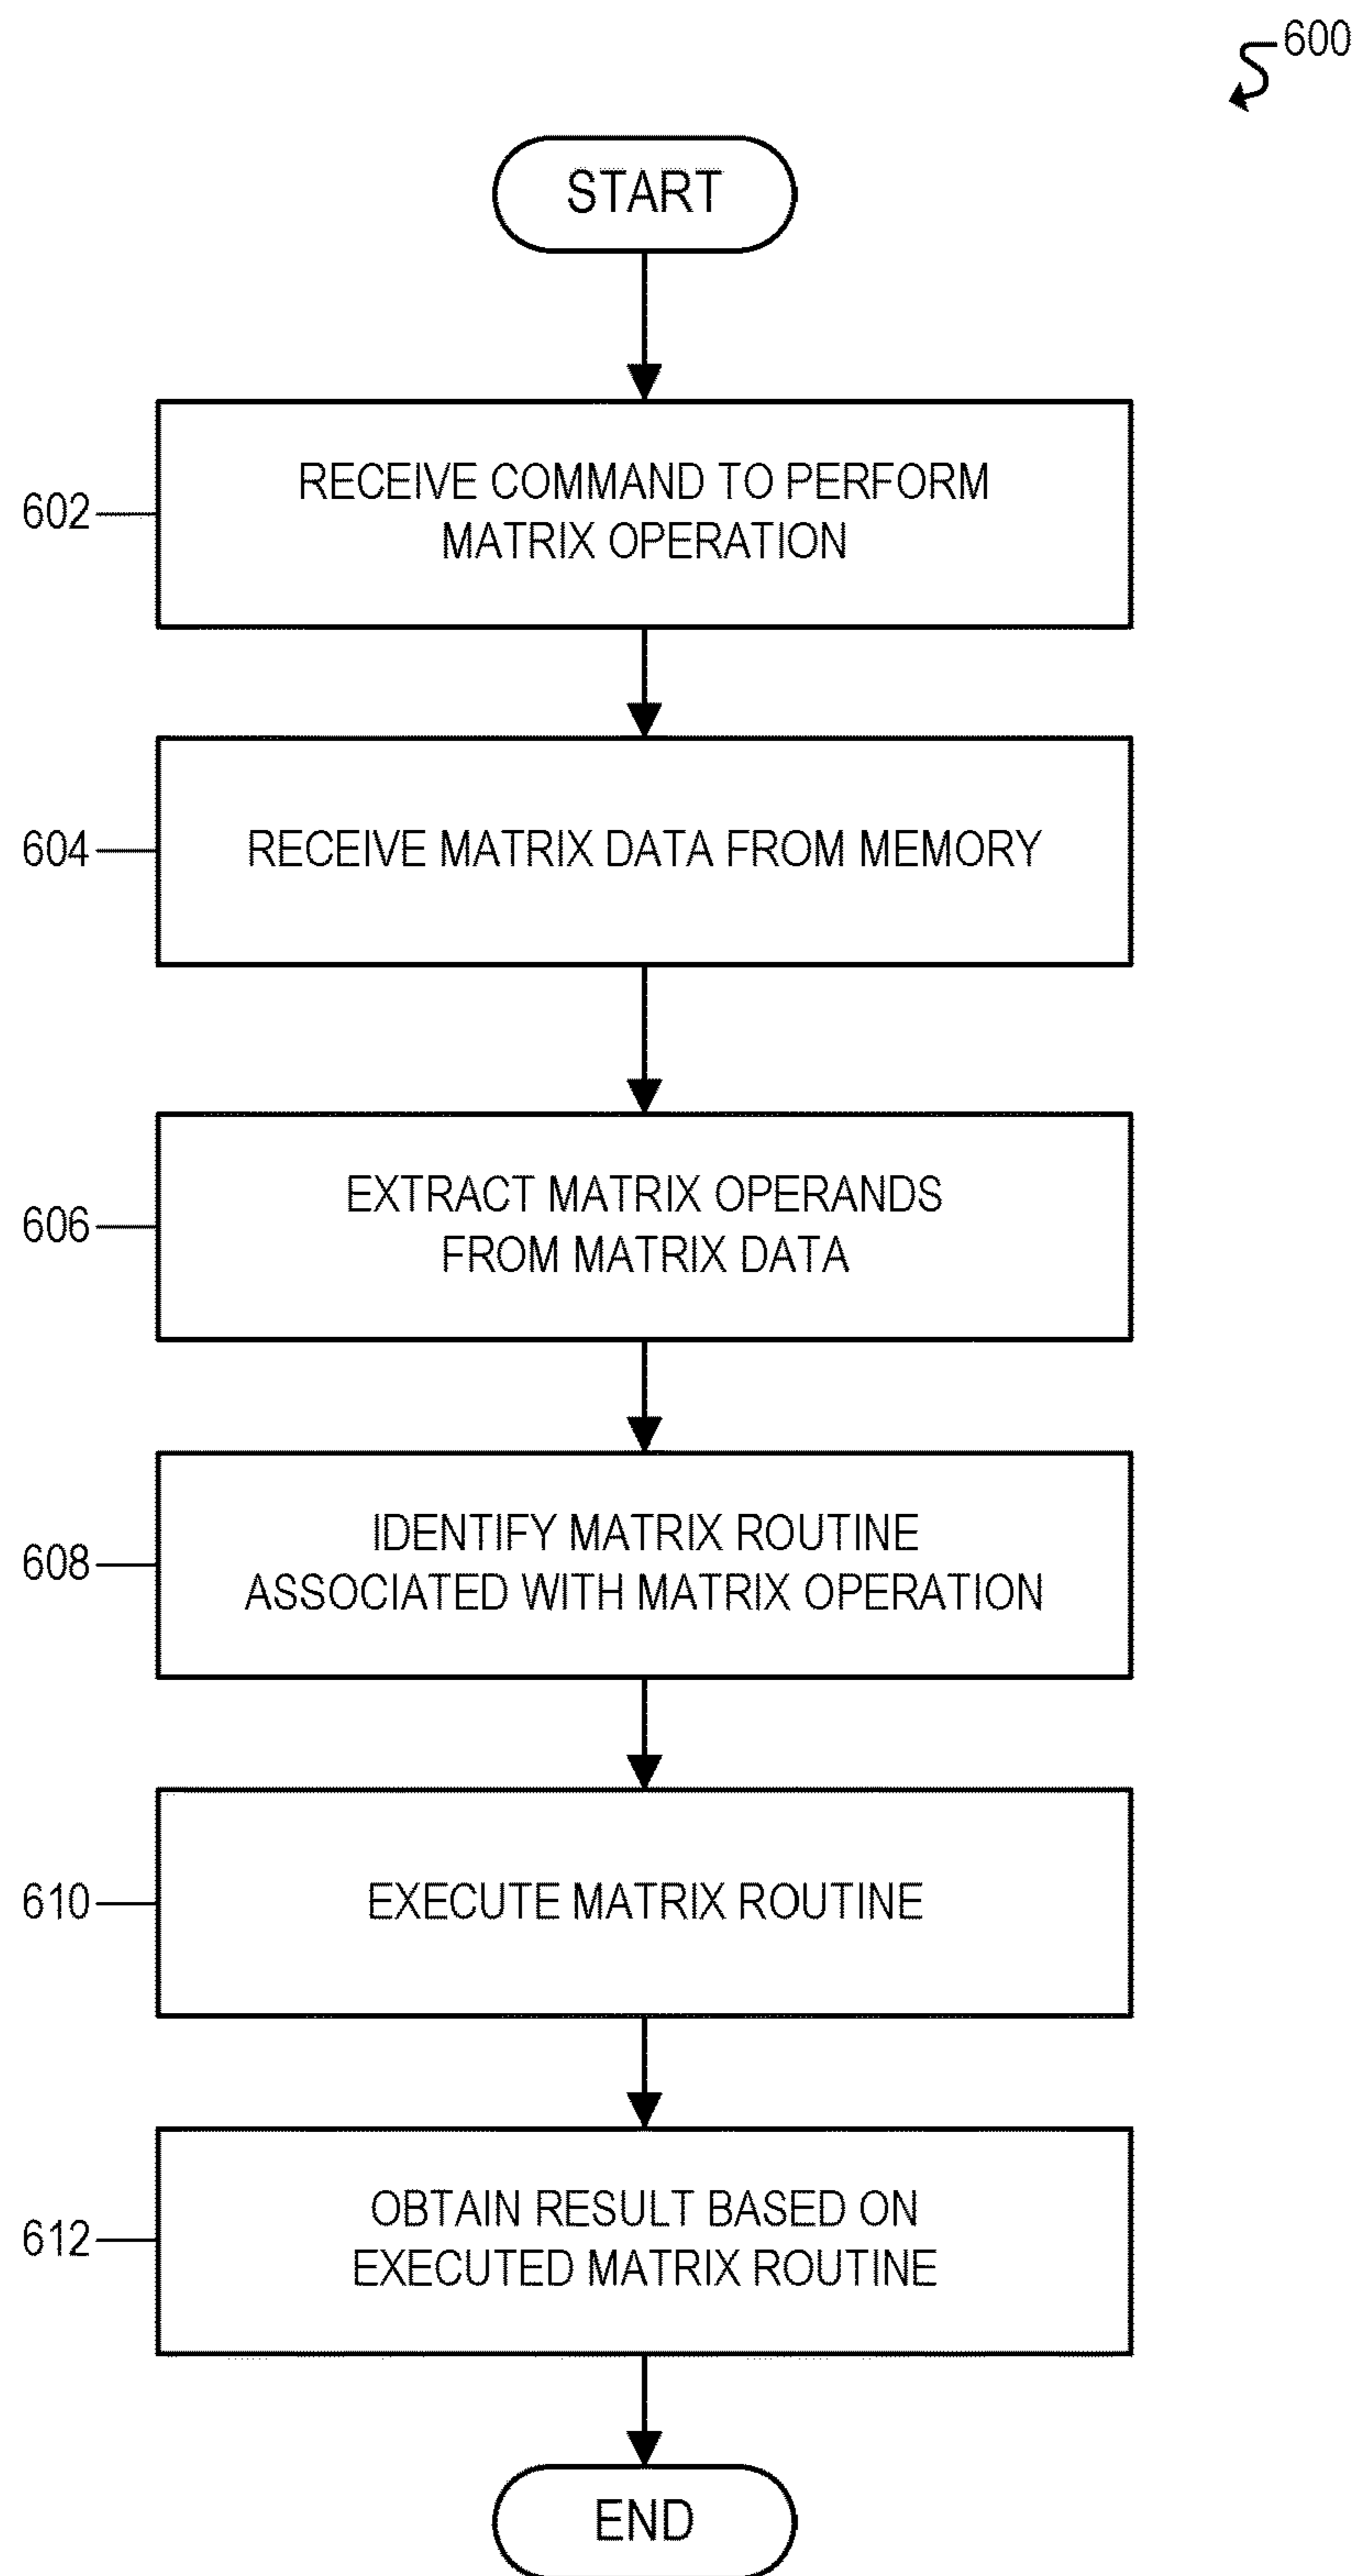 600
START
602
RECEIVE COMMAND TO PERFORM
MATRIX OPERATION
604
RECEIVE MATRIX DATA FROM MEMORY
606
EXTRACT MATRIX OPERANDS
FROM MATRIX DATA
608
IDENTIFY MATRIX ROUTINE
ASSOCIATED WITH MATRIX OPERATION
610
EXECUTE MATRIX ROUTINE
612
OBTAIN RESULT BASED ON
EXECUTED MATRIX ROUTINE
END